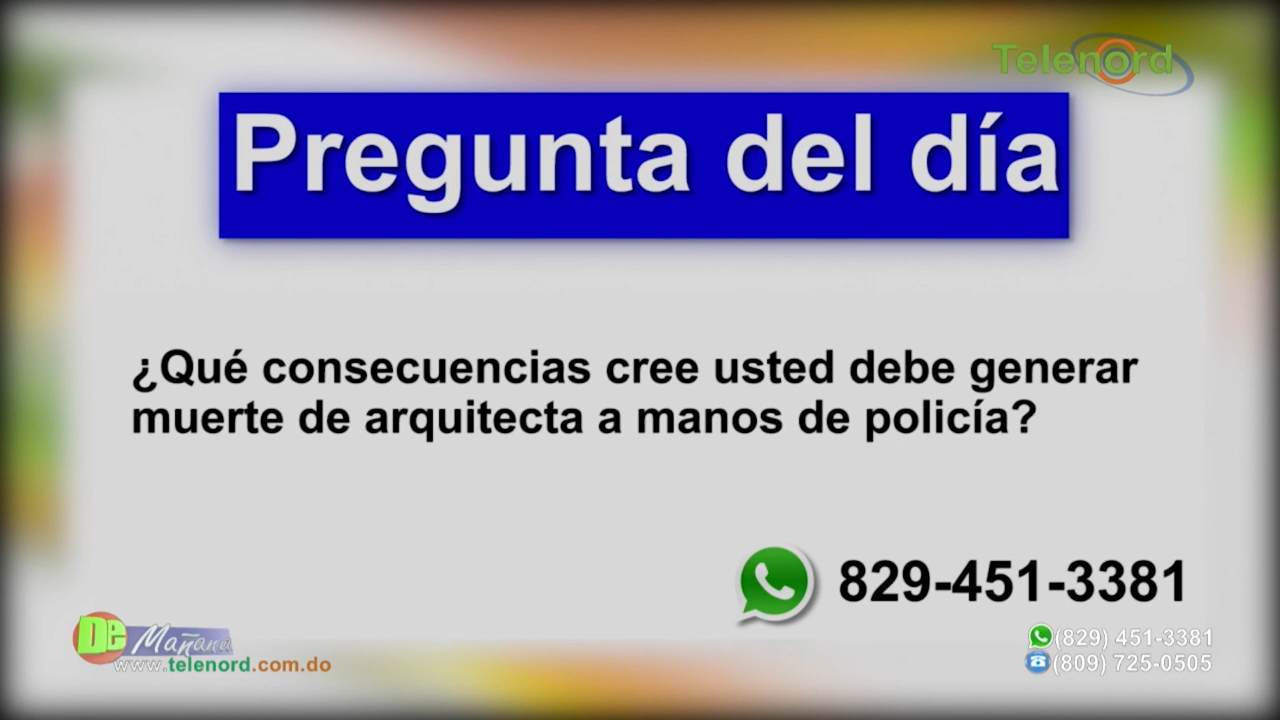 Telenord
Pregunta del día
¿Qué consecuencias cree usted debe generar
muerte de arquitecta a manos de policía?
829-451-3381
De Mañana
www.telenord.com.do
(829) 451-3381
(809) 725-0505